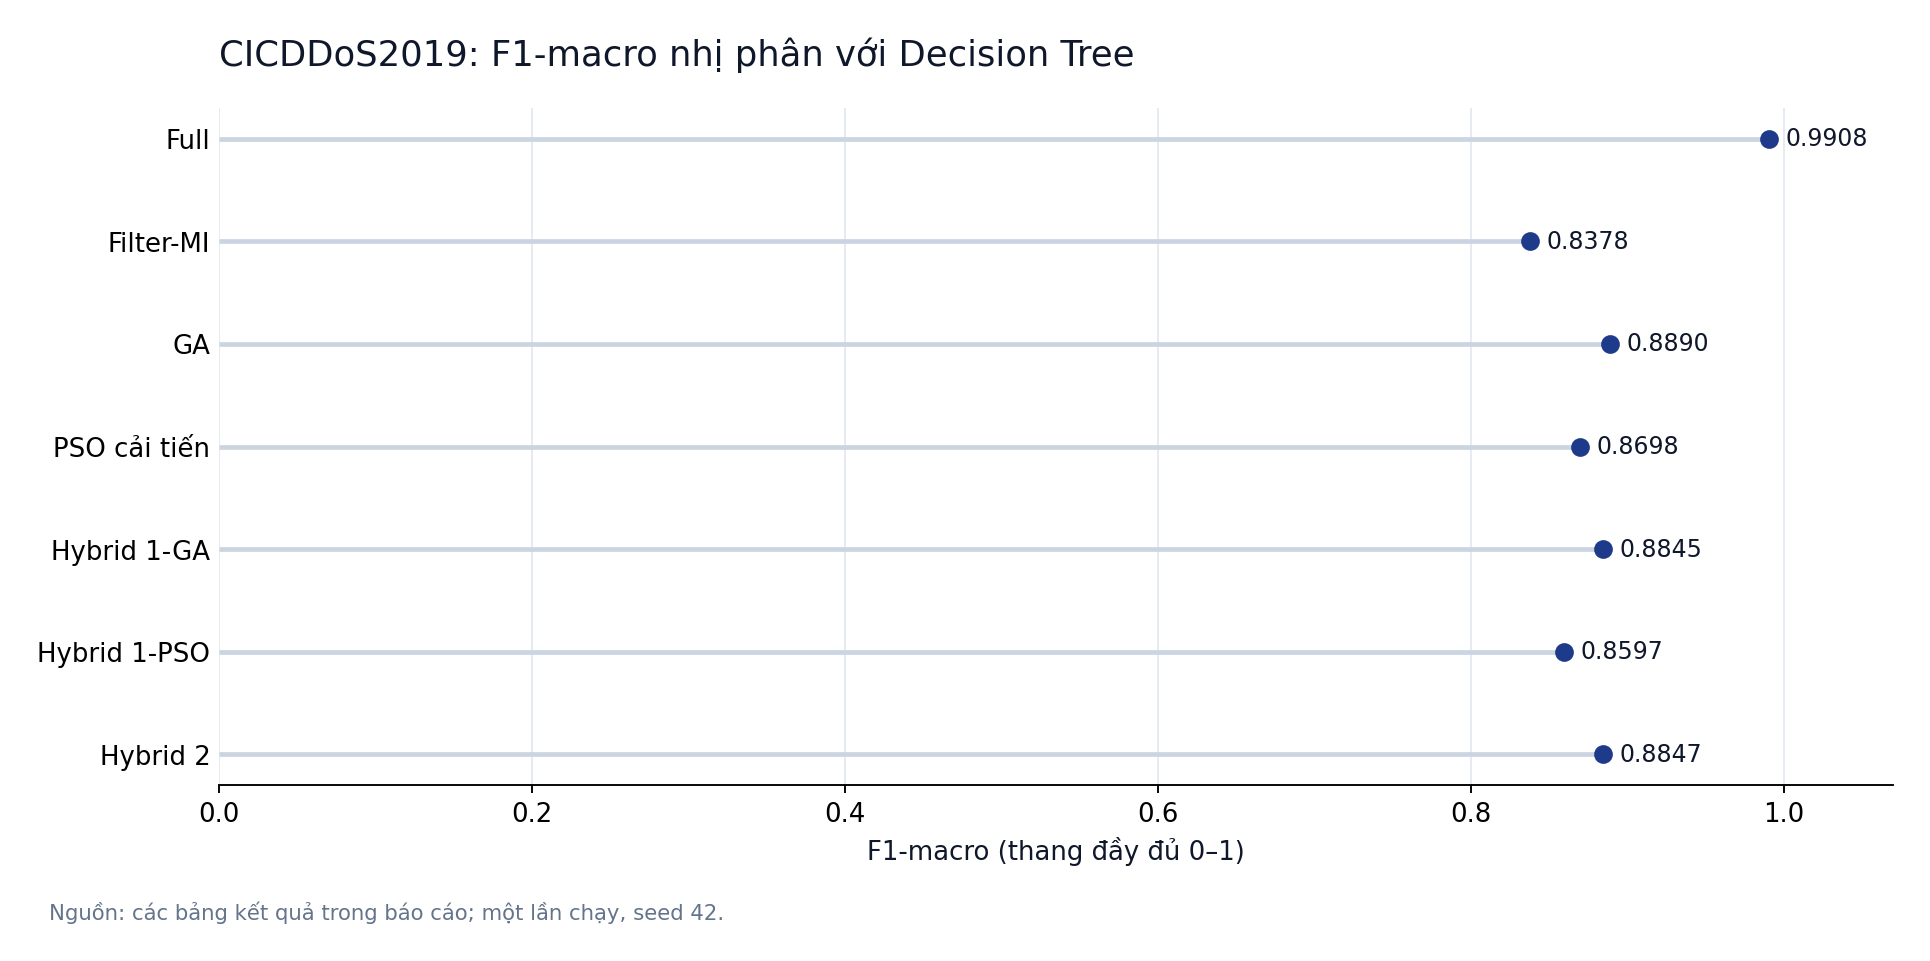 CICDDoS2019: F1-macro nhị phân với Decision Tree
Full 0.9908
Filter-MI 0.8378
GA 0.8890
PSO cải tiến 0.8698
Hybrid 1-GA 0.8845
Hybrid 1-PSO 0.8597
Hybrid 2 0.8847
0.0 0.2 0.4 0.6 0.8 1.0
F1-macro (thang đầy đủ 0–1)
Nguồn: các bảng kết quả trong báo cáo; một lần chạy, seed 42.